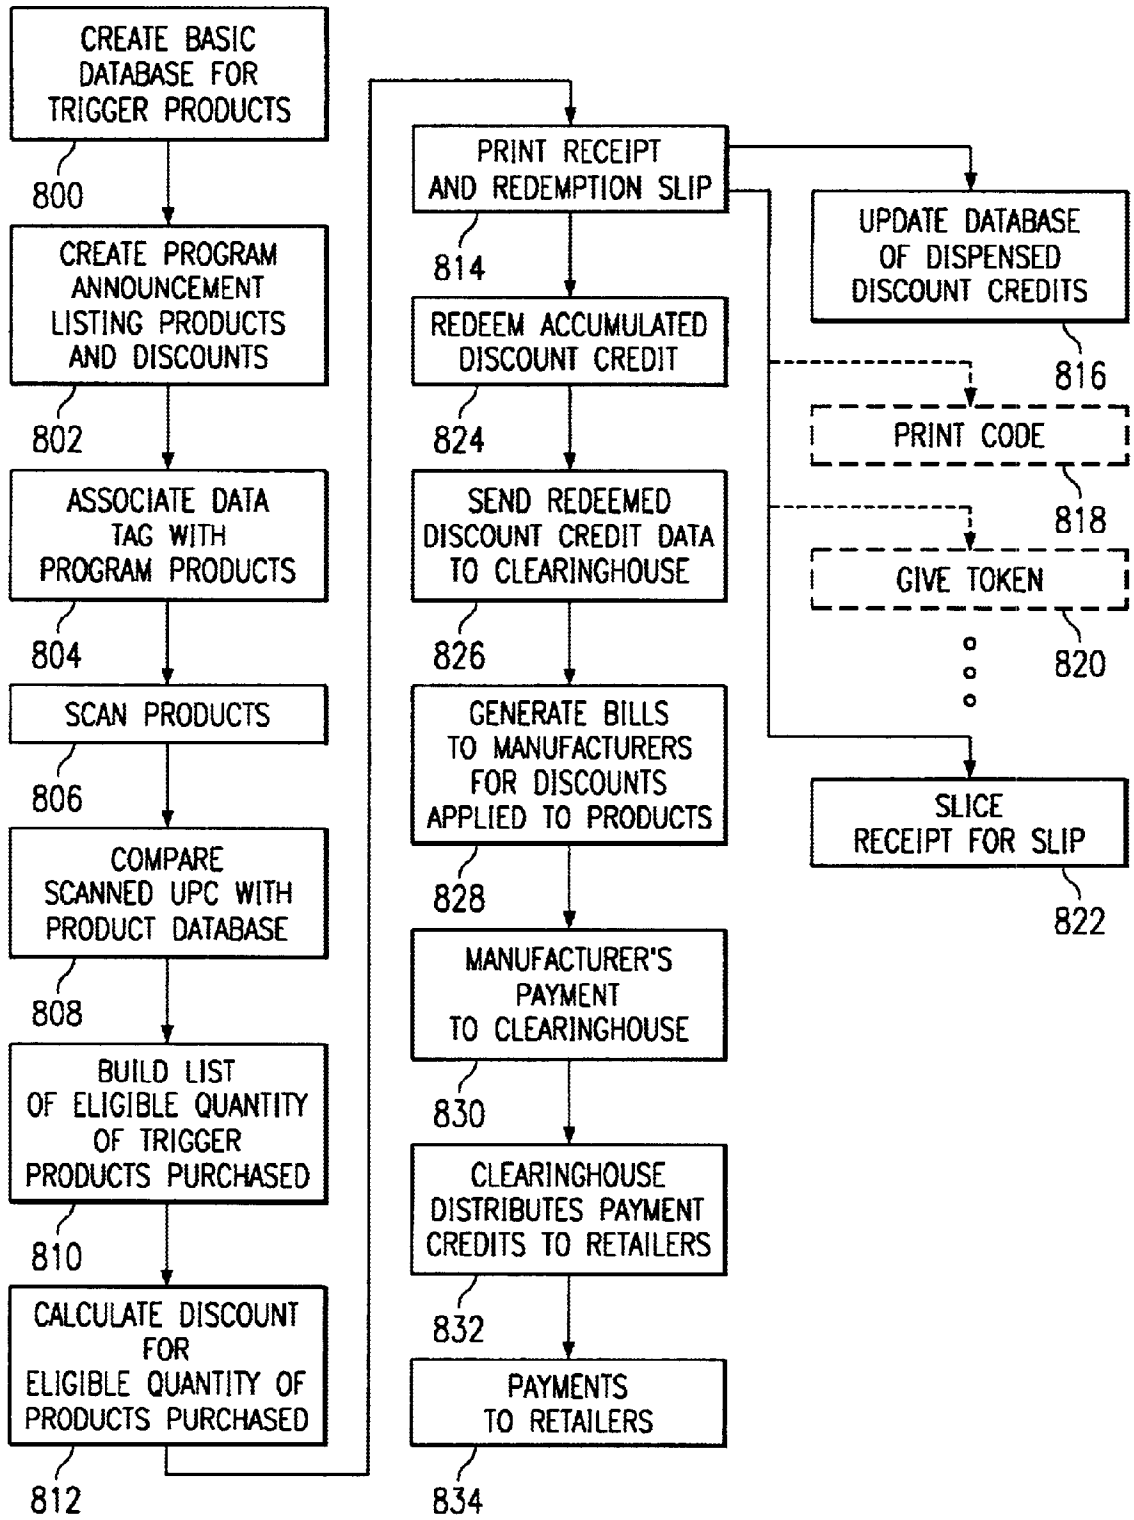 CREATE BASIC
DATABASE FOR
TRIGGER PRODUCTS
800
CREATE PROGRAM
ANNOUNCEMENT
LISTING PRODUCTS
AND DISCOUNTS
802
ASSOCIATE DATA
TAG WITH
PROGRAM PRODUCTS
804
SCAN PRODUCTS
806
COMPARE
SCANNED UPC WITH
PRODUCT DATABASE
808
BUILD LIST
OF ELIGIBLE QUANTITY
OF TRIGGER
PRODUCTS PURCHASED
810
CALCULATE DISCOUNT
FOR
ELIGIBLE QUANTITY OF
PRODUCTS PURCHASED
812
PRINT RECEIPT
AND REDEMPTION SLIP
814
REDEEM ACCUMULATED
DISCOUNT CREDIT
824
SEND REDEEMED
DISCOUNT CREDIT DATA
TO CLEARINGHOUSE
826
GENERATE BILLS
TO MANUFACTURERS
FOR DISCOUNTS
APPLIED TO PRODUCTS
828
MANUFACTURER'S
PAYMENT
TO CLEARINGHOUSE
830
CLEARINGHOUSE
DISTRIBUTES PAYMENT
CREDITS TO RETAILERS
832
PAYMENTS
TO RETAILERS
834
UPDATE DATABASE
OF DISPENSED
DISCOUNT CREDITS
816
PRINT CODE
818
GIVE TOKEN
820
SLICE
RECEIPT FOR SLIP
822